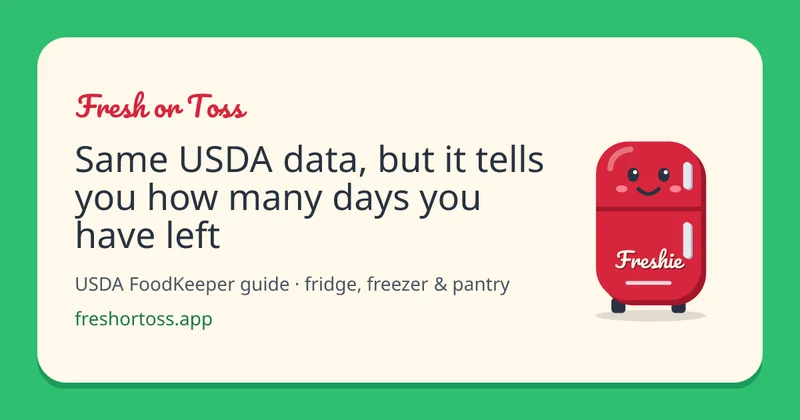 Fresh or Toss
Same USDA data, but it tells
you how many days you
have left
USDA FoodKeeper guide · fridge, freezer & pantry
freshortoss.app
Freshie